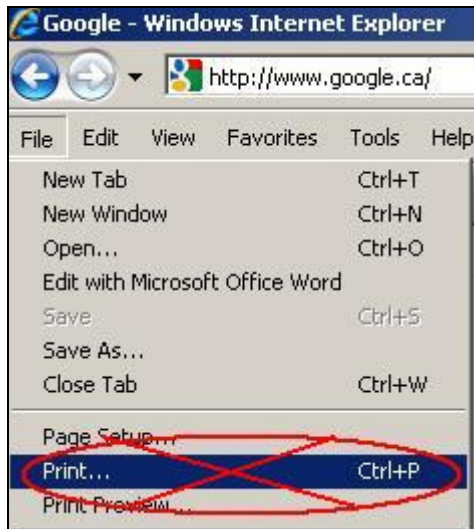 Google - Windows Internet Explorer
http://www.google.ca/
File Edit View Favorites Tools Help
New Tab Ctrl+T
New Window Ctrl+N
Open... Ctrl+O
Edit with Microsoft Office Word
Save Ctrl+S
Save As...
Close Tab Ctrl+W
Page Setup...
Print... Ctrl+P
Print Preview...